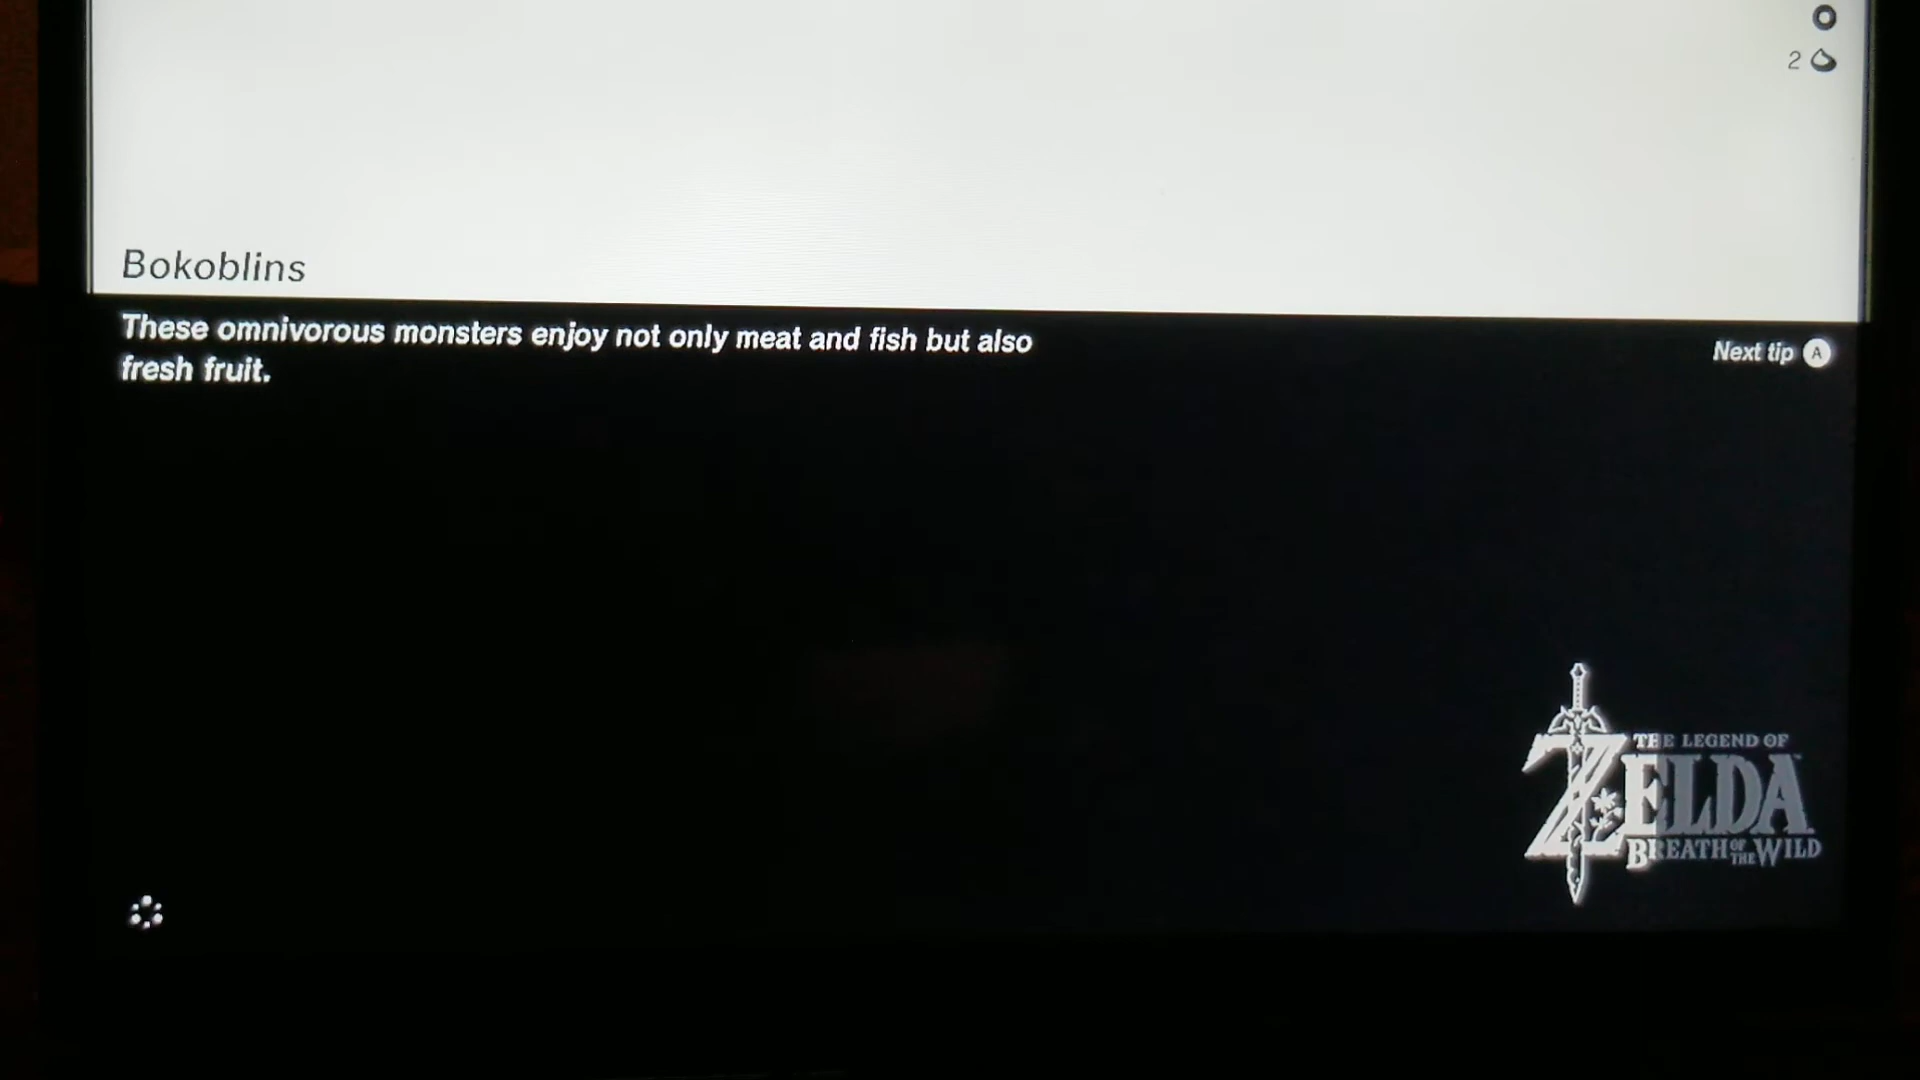 2
Bokoblins
These omnivorous monsters enjoy not only meat and fish but also
fresh fruit.
Next tip A
THE LEGEND OF
ZELDA
BREATH OF THE WILD